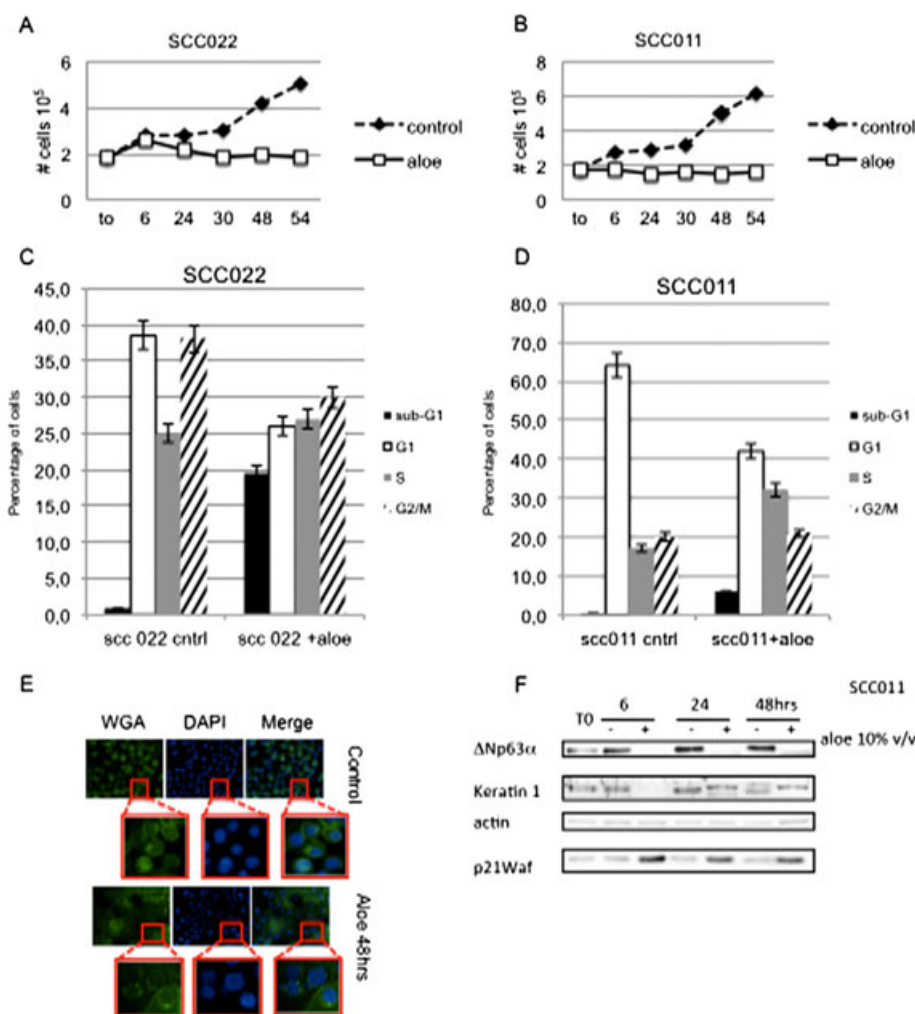 A
SCC022
# cells 10⁵
6
4
2
0
to 6 24 30 48 54
control
aloe
B
SCC011
# cells 10⁵
8
6
4
2
0
to 6 24 30 48 54
control
aloe
C
SCC022
Percentage of cells
45,0
40,0
35,0
30,0
25,0
20,0
15,0
10,0
5,0
0,0
scc 022 cntrl scc 022 +aloe
sub-G1
G1
S
G2/M
D
SCC011
Percentage of cells
80,0
70,0
60,0
50,0
40,0
30,0
20,0
10,0
0,0
scc011 cntrl scc011+aloe
sub-G1
G1
S
G2/M
E
WGA DAPI Merge
Control
Aloe 48hrs
F
SCC011
T0 6 24 48hrs
- + - + - +
aloe 10% v/v
ΔNp63α
Keratin 1
actin
p21Waf